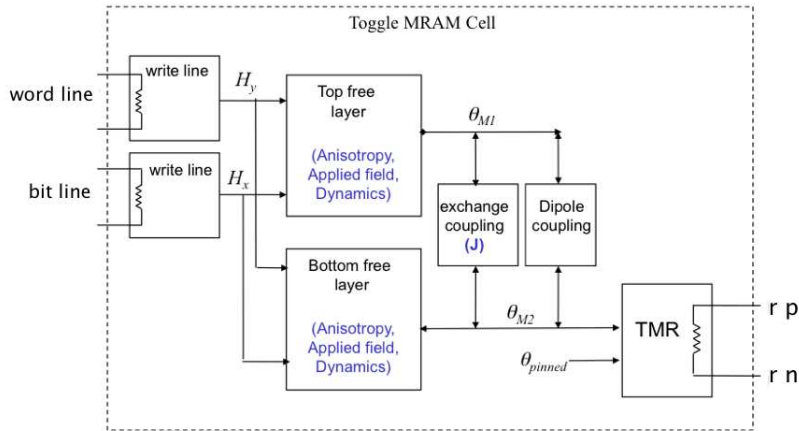 Toggle MRAM Cell
word line
write line
H_y
Top free
layer
(Anisotropy,
Applied field,
Dynamics)
θ_M1
bit line
write line
H_x
exchange
coupling
(J)
Dipole
coupling
Bottom free
layer
(Anisotropy,
Applied field,
Dynamics)
θ_M2
θ_pinned
TMR
r p
r n